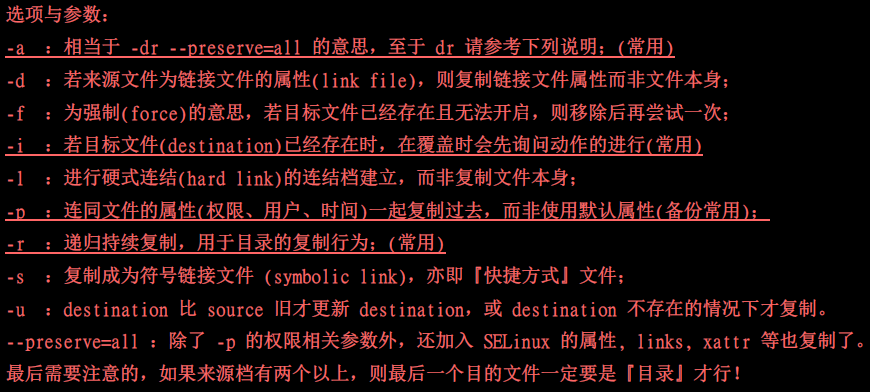 选项与参数：
-a ：相当于 -dr --preserve=all 的意思，至于 dr 请参考下列说明；(常用)
-d ：若来源文件为链接文件的属性(link file)，则复制链接文件属性而非文件本身；
-f ：为强制(force)的意思，若目标文件已经存在且无法开启，则移除后再尝试一次；
-i ：若目标文件(destination)已经存在时，在覆盖时会先询问动作的进行(常用)
-l ：进行硬式连结(hard link)的连结档建立，而非复制文件本身；
-p ：连同文件的属性(权限、用户、时间)一起复制过去，而非使用默认属性(备份常用)；
-r ：递归持续复制，用于目录的复制行为；(常用)
-s ：复制成为符号链接文件 (symbolic link)，亦即『快捷方式』文件；
-u ：destination 比 source 旧才更新 destination，或 destination 不存在的情况下才复制。
--preserve=all ：除了 -p 的权限相关参数外，还加入 SELinux 的属性, links, xattr 等也复制了。
最后需要注意的，如果来源档有两个以上，则最后一个目的文件一定要是『目录』才行！